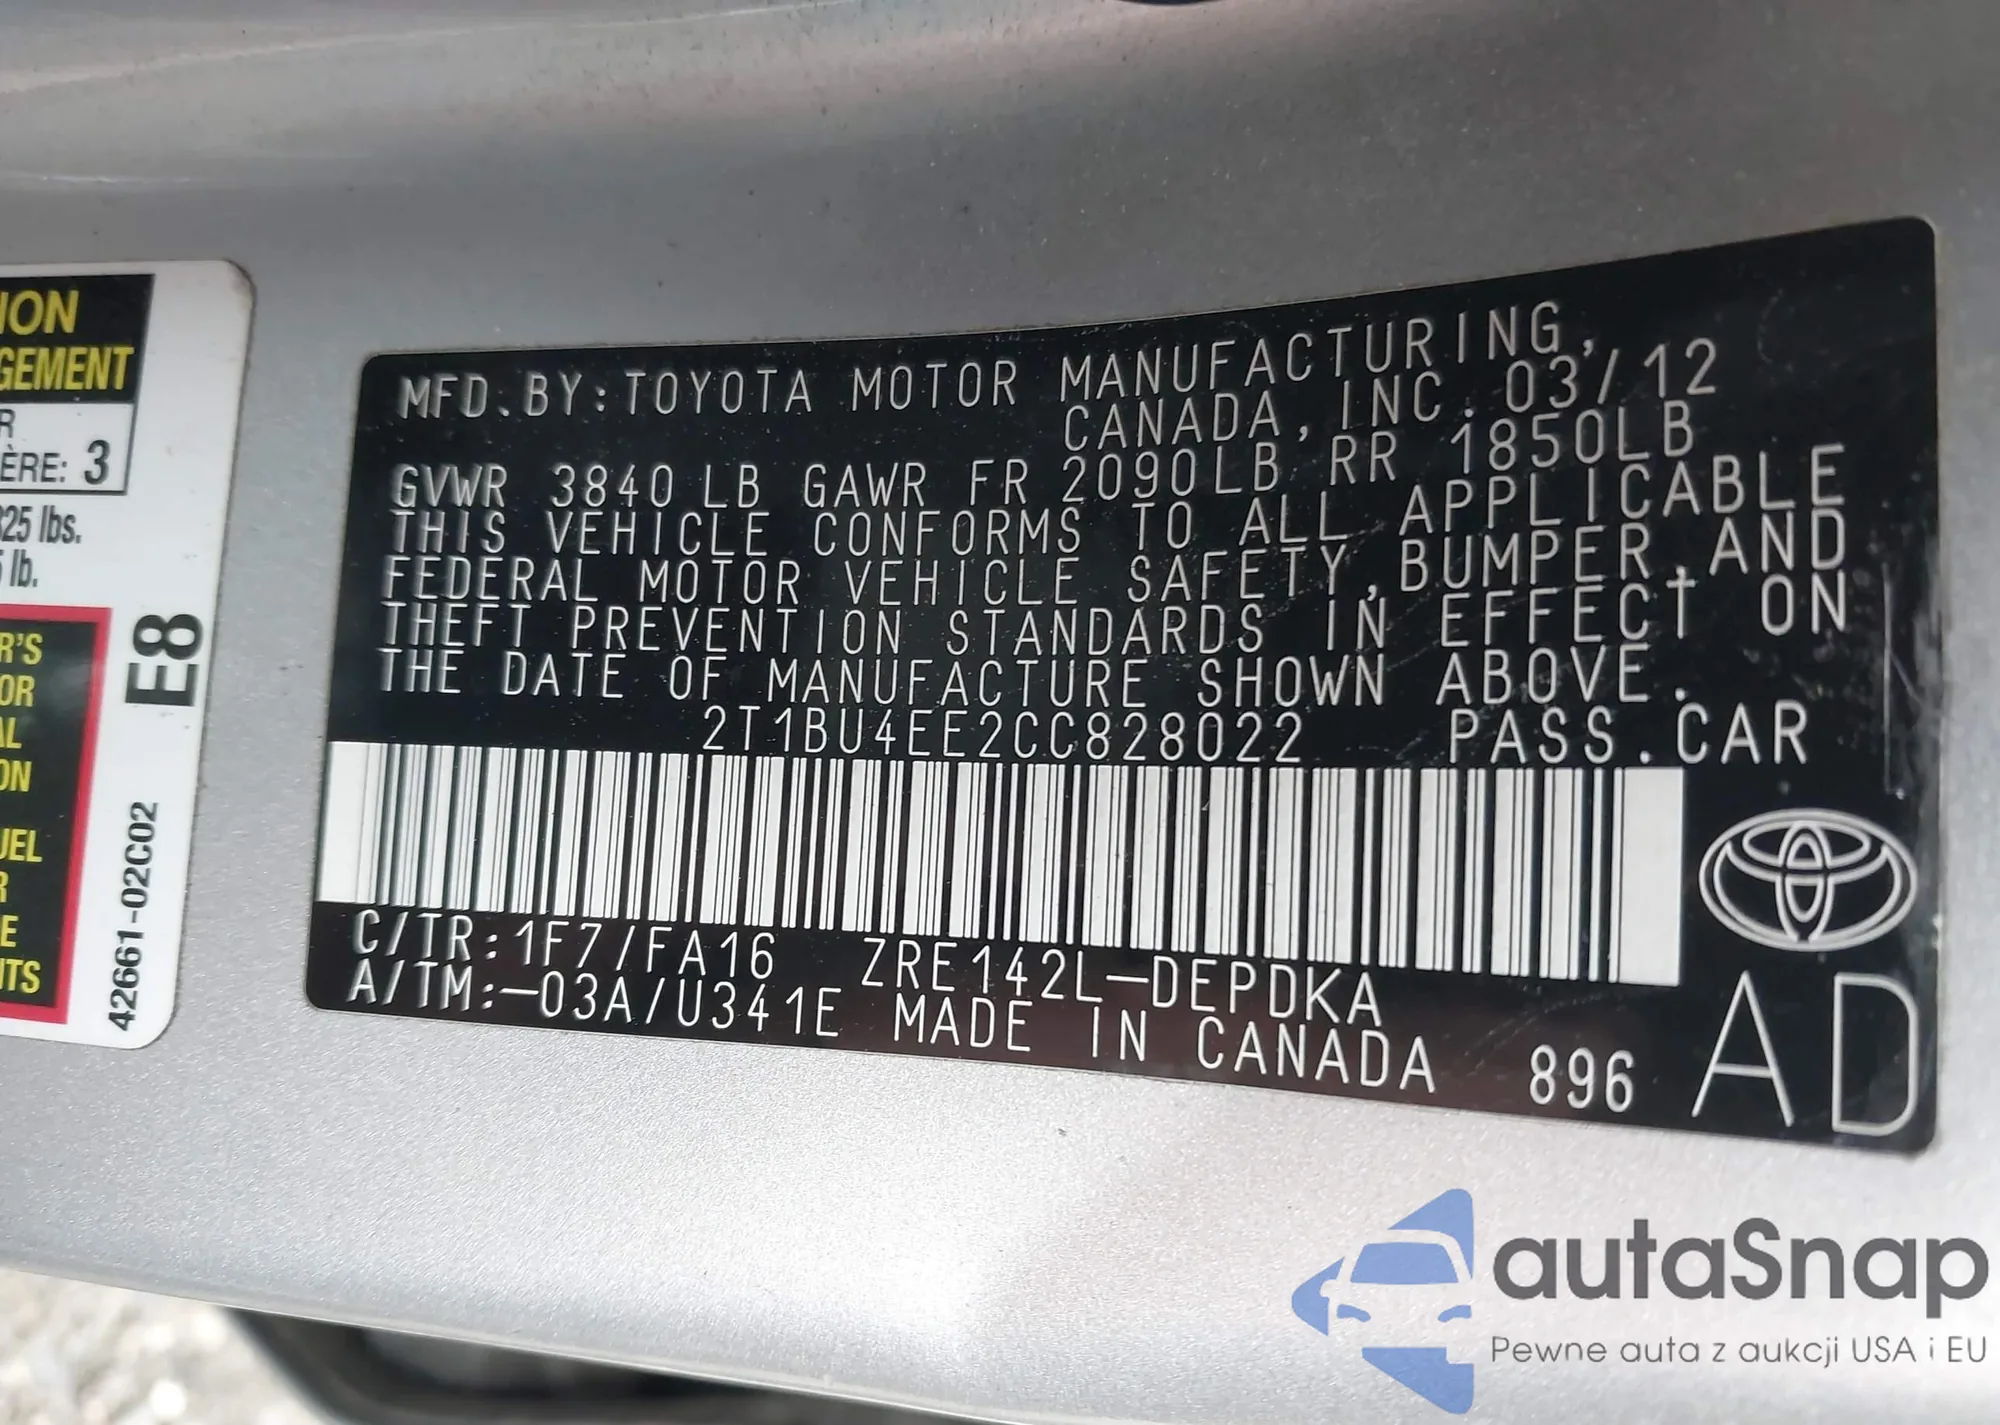 ION
GEMENT
R
ÈRE: 3
325 lbs.
5 lb.
R'S
OR
AL
ON
UEL
R
E
NTS
E8
42661-02C02
MFD.BY:TOYOTA MOTOR MANUFACTURING,
CANADA,INC. 03/12
GVWR 3840LB GAWR FR 2090LB RR 1850LB
THIS VEHICLE CONFORMS TO ALL APPLICABLE
FEDERAL MOTOR VEHICLE SAFETY,BUMPER,AND
THEFT PREVENTION STANDARDS IN EFFECT ON
THE DATE OF MANUFACTURE SHOWN ABOVE.
2T1BU4EE2CC828022 PASS.CAR
C/TR:1F7/FA16 ZRE142L-DEPDKA
A/TM:-03A/U341E MADE IN CANADA 896
AD
autaSnap
Pewne auta z aukcji USA i EU